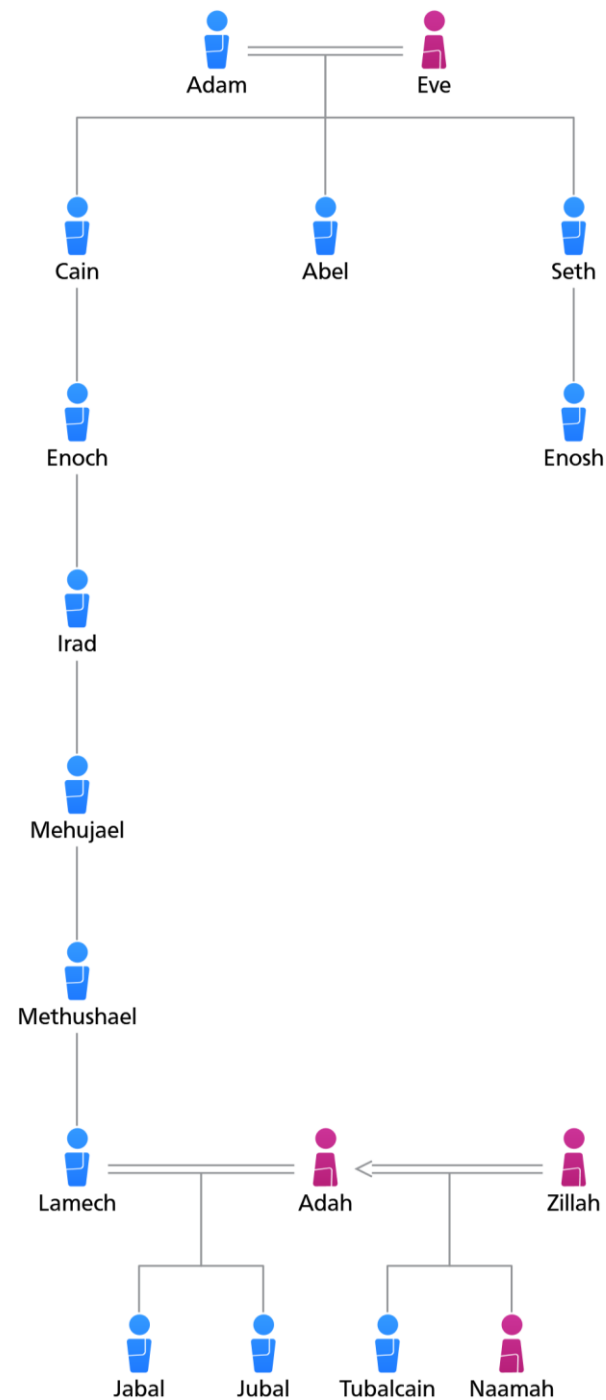 Adam
Eve
Cain
Abel
Seth
Enoch
Enosh
Irad
Mehujael
Methushael
Lamech
Adah
Zillah
Jabal
Jubal
Tubalcain
Naamah